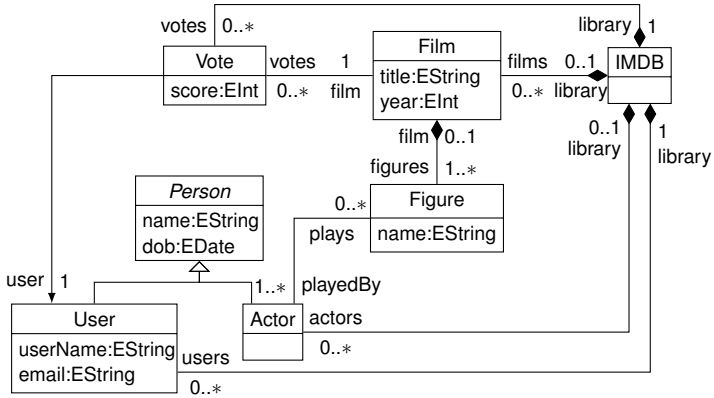 votes 0..* library 1
Vote
score:EInt
votes 1
0..* film
Film
title:EString
year:EInt
films 0..1
0..* library
IMDB
film 0..1
figures 1..*
0..1 library
1 library
Person
name:EString
dob:EDate
0..*
plays
Figure
name:EString
user 1
1..* playedBy
User
userName:EString
email:EString
Actor
actors
0..*
users
0..*